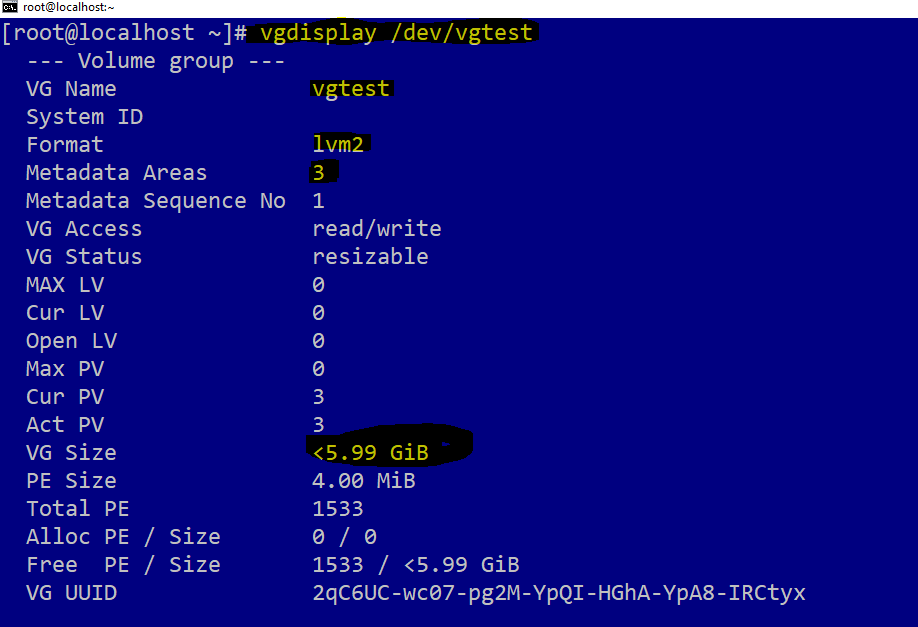 root@localhost:~
[root@localhost ~]# vgdisplay /dev/vgtest
--- Volume group ---
VG Name vgtest
System ID
Format lvm2
Metadata Areas 3
Metadata Sequence No 1
VG Access read/write
VG Status resizable
MAX LV 0
Cur LV 0
Open LV 0
Max PV 0
Cur PV 3
Act PV 3
VG Size <5.99 GiB
PE Size 4.00 MiB
Total PE 1533
Alloc PE / Size 0 / 0
Free  PE / Size 1533 / <5.99 GiB
VG UUID 2qC6UC-wc07-pg2M-YpQI-HGhA-YpA8-IRCtyx